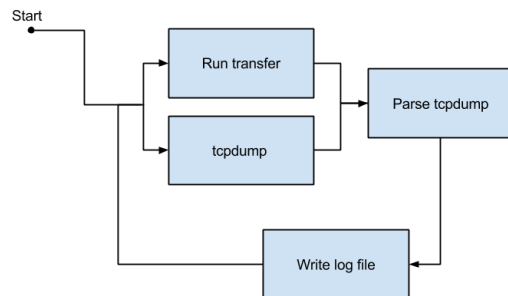 Start
Run transfer
Parse tcpdump
tcpdump
Write log file